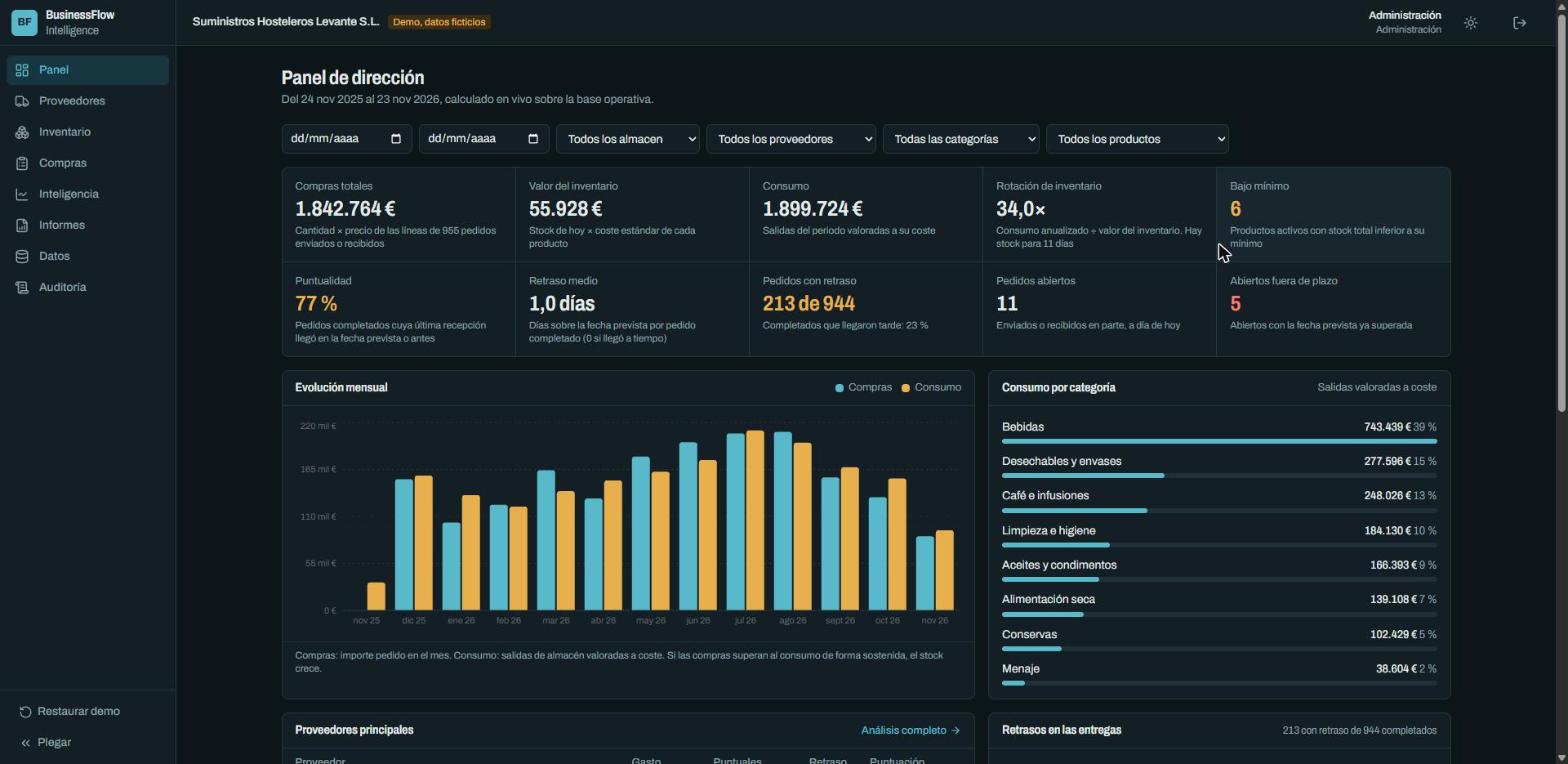 BF
BusinessFlow
Intelligence
Suministros Hosteleros Levante S.L. Demo, datos ficticios
Administración
Administración
Panel
Proveedores
Inventario
Compras
Inteligencia
Informes
Datos
Auditoría
Restaurar demo
Plegar
Panel de dirección
Del 24 nov 2025 al 23 nov 2026, calculado en vivo sobre la base operativa.
dd/mm/aaaa dd/mm/aaaa Todos los almacen Todos los proveedores Todas las categorías Todos los productos
Compras totales
1.842.764 €
Cantidad × precio de las líneas de 955 pedidos
enviados o recibidos
Valor del inventario
55.928 €
Stock de hoy × coste estándar de cada
producto
Consumo
1.899.724 €
Salidas del periodo valoradas a su coste
Rotación de inventario
34,0×
Consumo anualizado ÷ valor del inventario. Hay
stock para 11 días
Bajo mínimo
6
Productos activos con stock total inferior a su
mínimo
Puntualidad
77 %
Pedidos completados cuya última recepción
llegó en la fecha prevista o antes
Retraso medio
1,0 días
Días sobre la fecha prevista por pedido
completado (0 si llegó a tiempo)
Pedidos con retraso
213 de 944
Completados que llegaron tarde: 23 %
Pedidos abiertos
11
Enviados o recibidos en parte, a día de hoy
Abiertos fuera de plazo
5
Abiertos con la fecha prevista ya superada
Evolución mensual
Compras Consumo
220 mil €
165 mil €
110 mil €
55 mil €
0 €
nov 25 dic 25 ene 26 feb 26 mar 26 abr 26 may 26 jun 26 jul 26 ago 26 sept 26 oct 26 nov 26
Compras: importe pedido en el mes. Consumo: salidas de almacén valoradas a coste. Si las compras superan al consumo de forma sostenida, el stock
crece.
Consumo por categoría Salidas valoradas a coste
Bebidas 743.439 € 39 %
Desechables y envases 277.596 € 15 %
Café e infusiones 248.026 € 13 %
Limpieza e higiene 184.130 € 10 %
Aceites y condimentos 166.393 € 9 %
Alimentación seca 139.108 € 7 %
Conservas 102.429 € 5 %
Menaje 38.604 € 2 %
Proveedores principales Análisis completo →
Proveedor Gasto Puntuales Retraso Puntuación
Retrasos en las entregas 213 con retraso de 944 completados